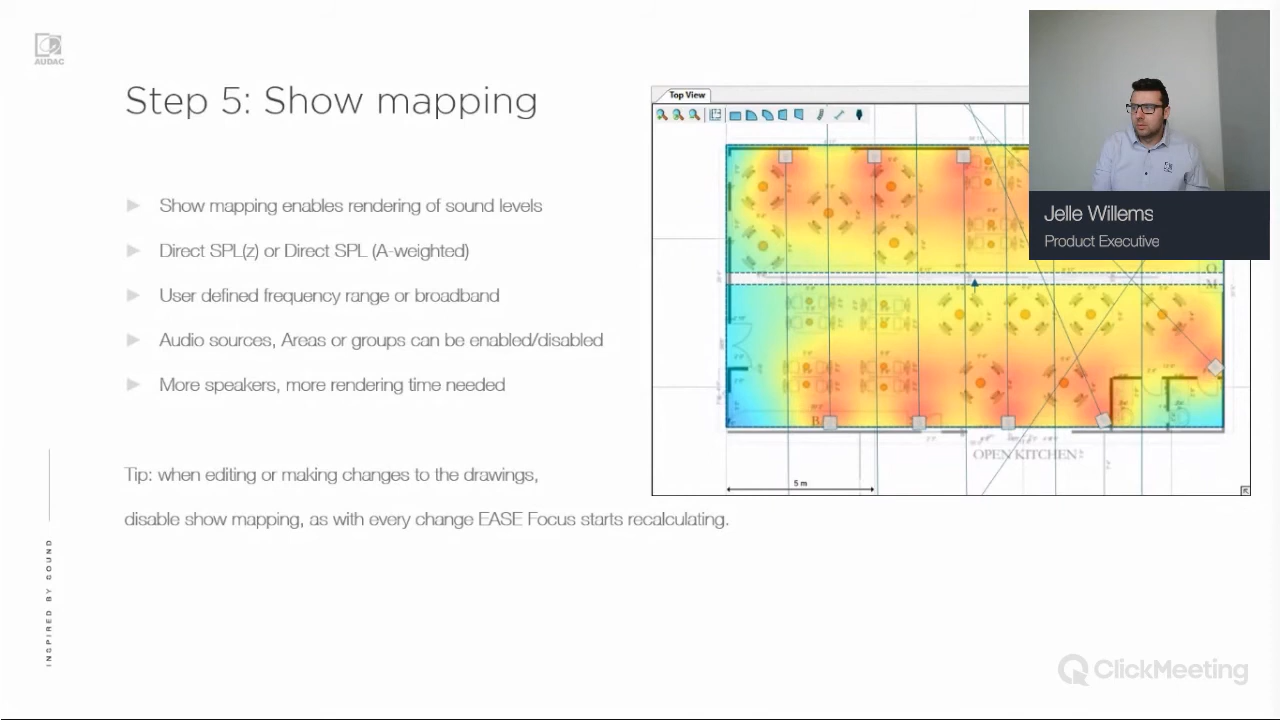 AUDAC
Step 5: Show mapping
Show mapping enables rendering of sound levels
Direct SPL(z) or Direct SPL (A-weighted)
User defined frequency range or broadband
Audio sources, Areas or groups can be enabled/disabled
More speakers, more rendering time needed
Tip: when editing or making changes to the drawings,
disable show mapping, as with every change EASE Focus starts recalculating.
INSPIRED BY SOUND
Top View
OPEN KITCHEN
5 m
Jelle Willems
Product Executive
ClickMeeting